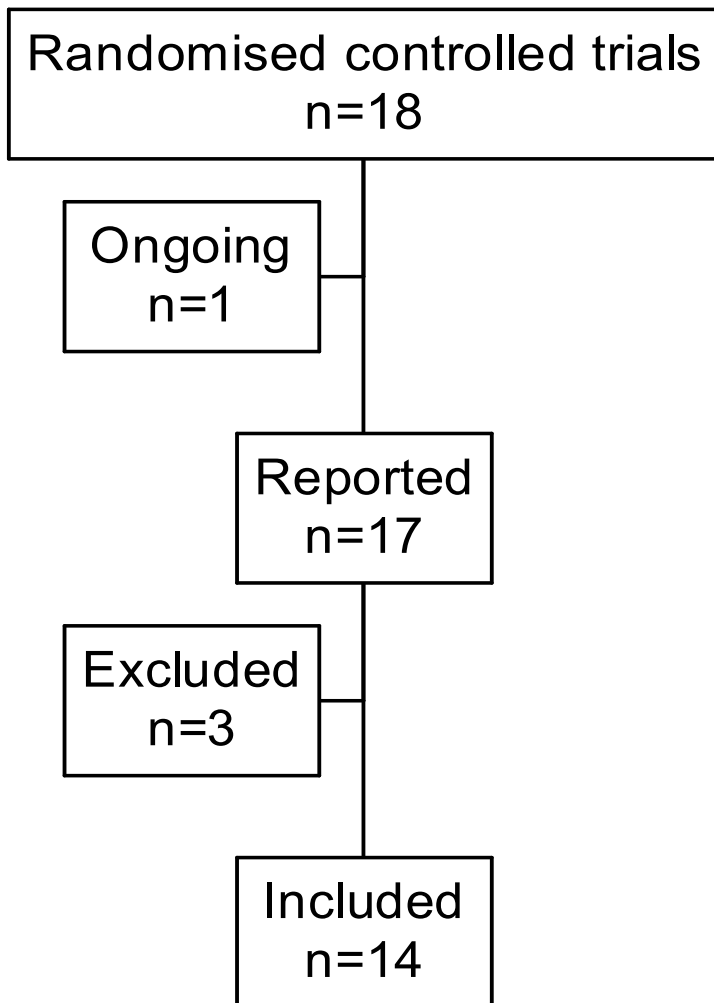 Randomised controlled trials
n=18
Ongoing
n=1
Reported
n=17
Excluded
n=3
Included
n=14